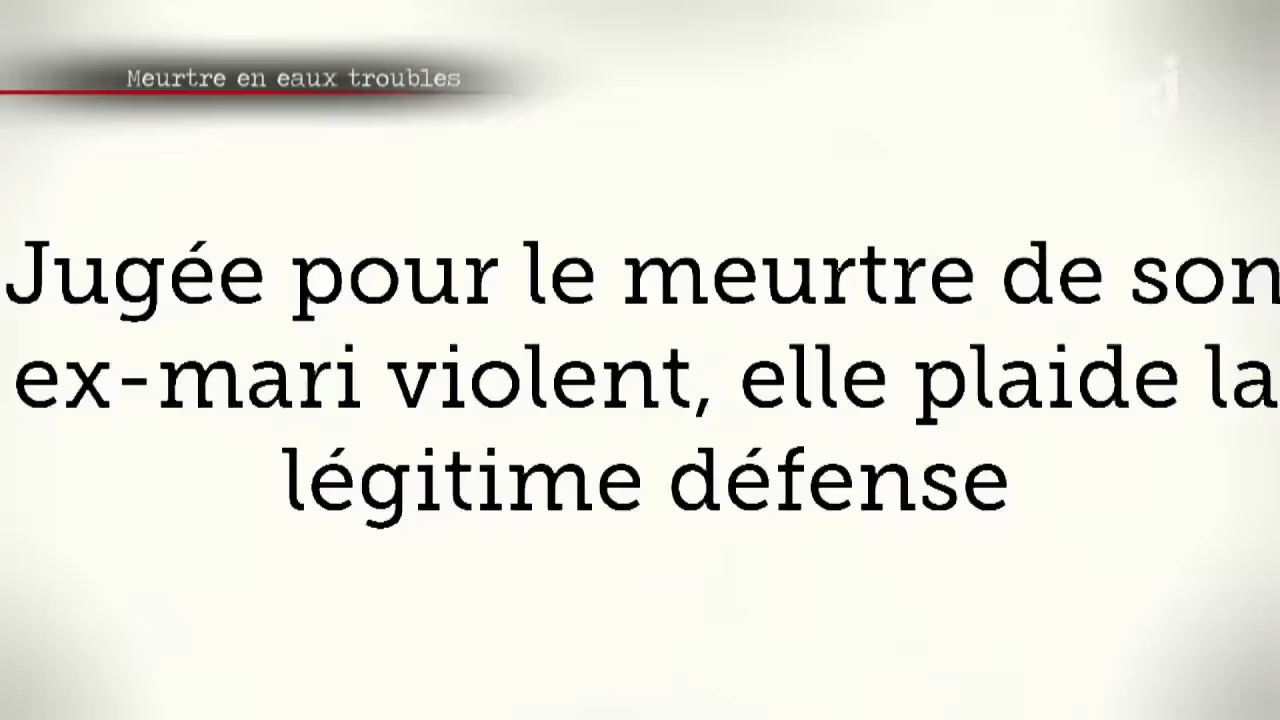 Meurtre en eaux troubles
Jugée pour le meurtre de son
ex-mari violent, elle plaide la
légitime défense